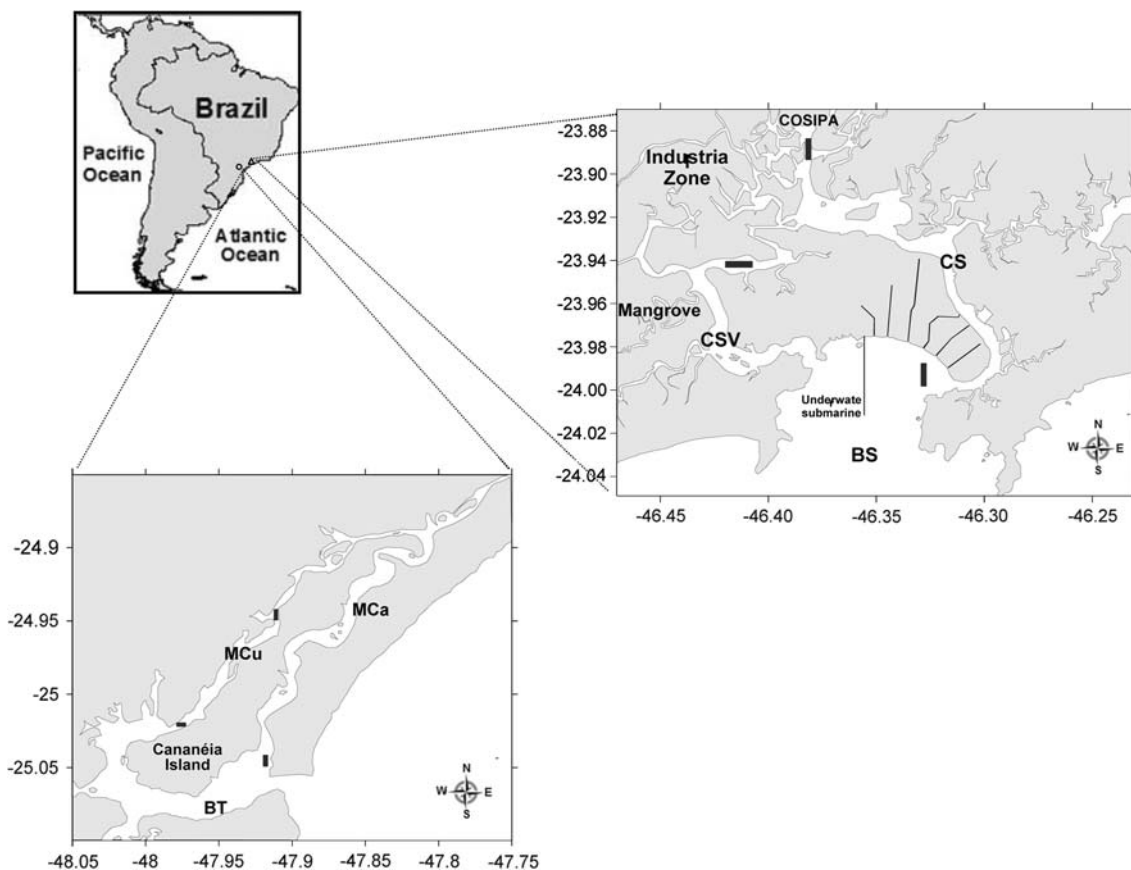 Brazil
Pacific
Ocean
Atlantic
Ocean
COSIPA
Industria
Zone
CS
Mangrove
CSV
Underwate
submarine
BS
N
W E
S
-23.88
-23.90
-23.92
-23.94
-23.96
-23.98
-24.00
-24.02
-24.04
-46.45 -46.40 -46.35 -46.30 -46.25
MCa
MCu
Cananéia
Island
BT
N
W E
S
-24.9
-24.95
-25
-25.05
-48.05 -48 -47.95 -47.9 -47.85 -47.8 -47.75